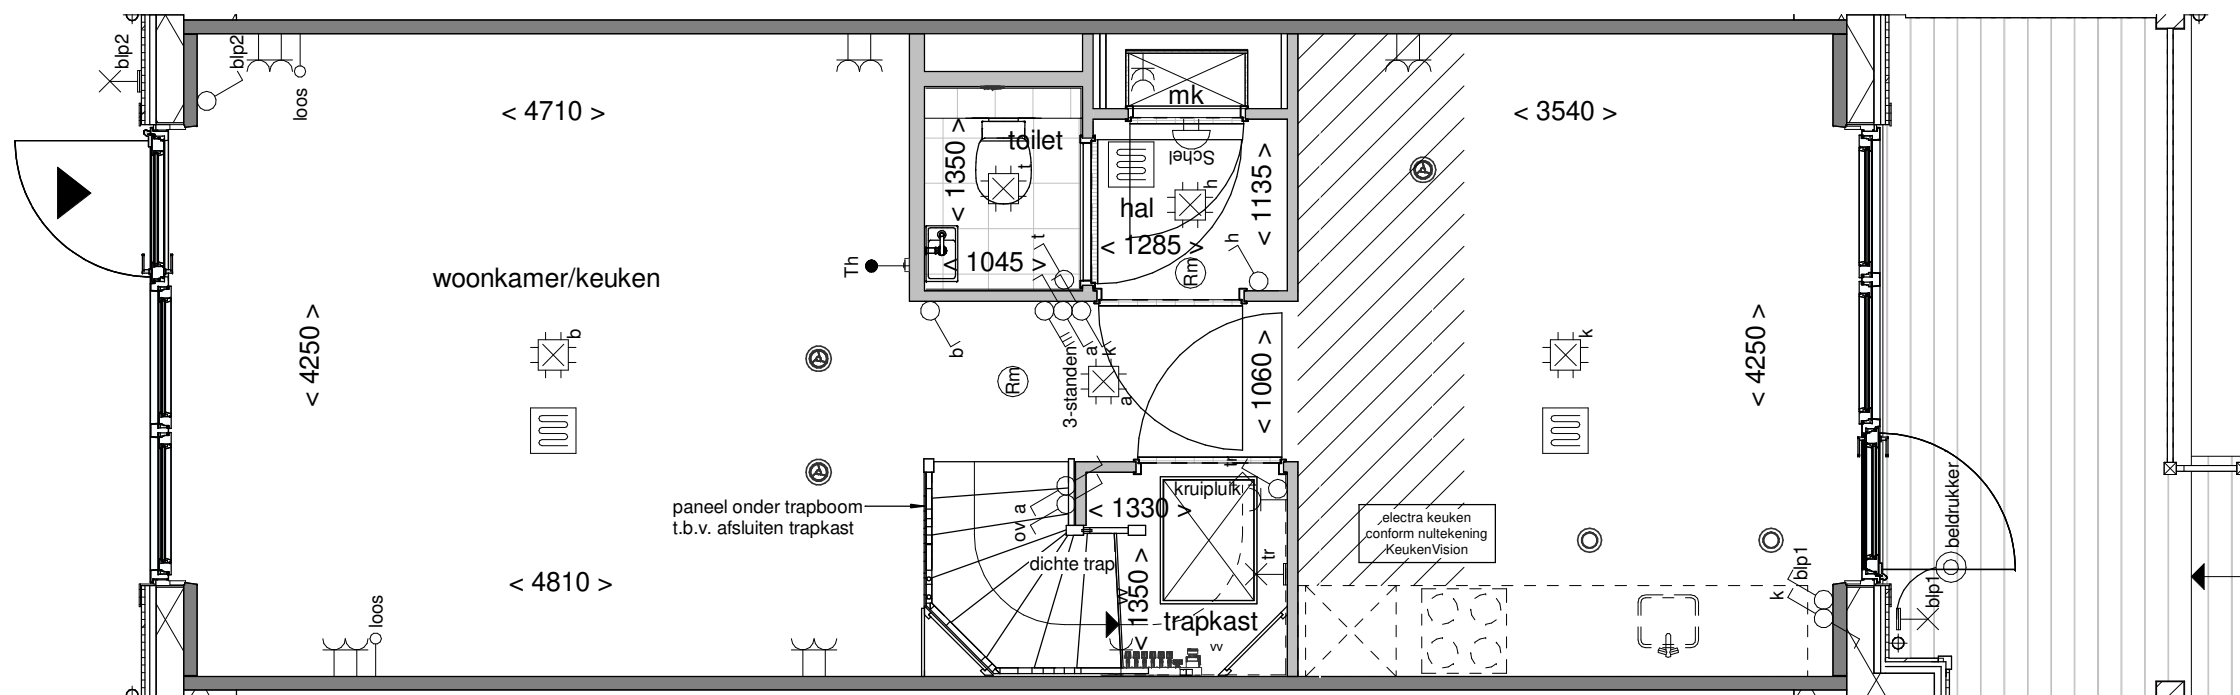 blp2
blp2
loos
< 4710 >
woonkamer/keuken
< 4250 >
b
< 4810 >
loos
Th
toilet
t
< 1350 >
< 1045 >
t
mk
Schel
h
hal
< 1135 >
< 1285 >
h
Rm
b
3-standen
a
k
Rm
a
< 1060 >
paneel onder trapboom
t.b.v. afsluiten trapkast
ov
a
tr
kruipluik
< 1330 >
dichte trap
< 1350 >
tr
trapkast
vv
< 3540 >
k
< 4250 >
electra keuken
conform nultekening
KeukenVision
k
blp1
beldrukker
blp1